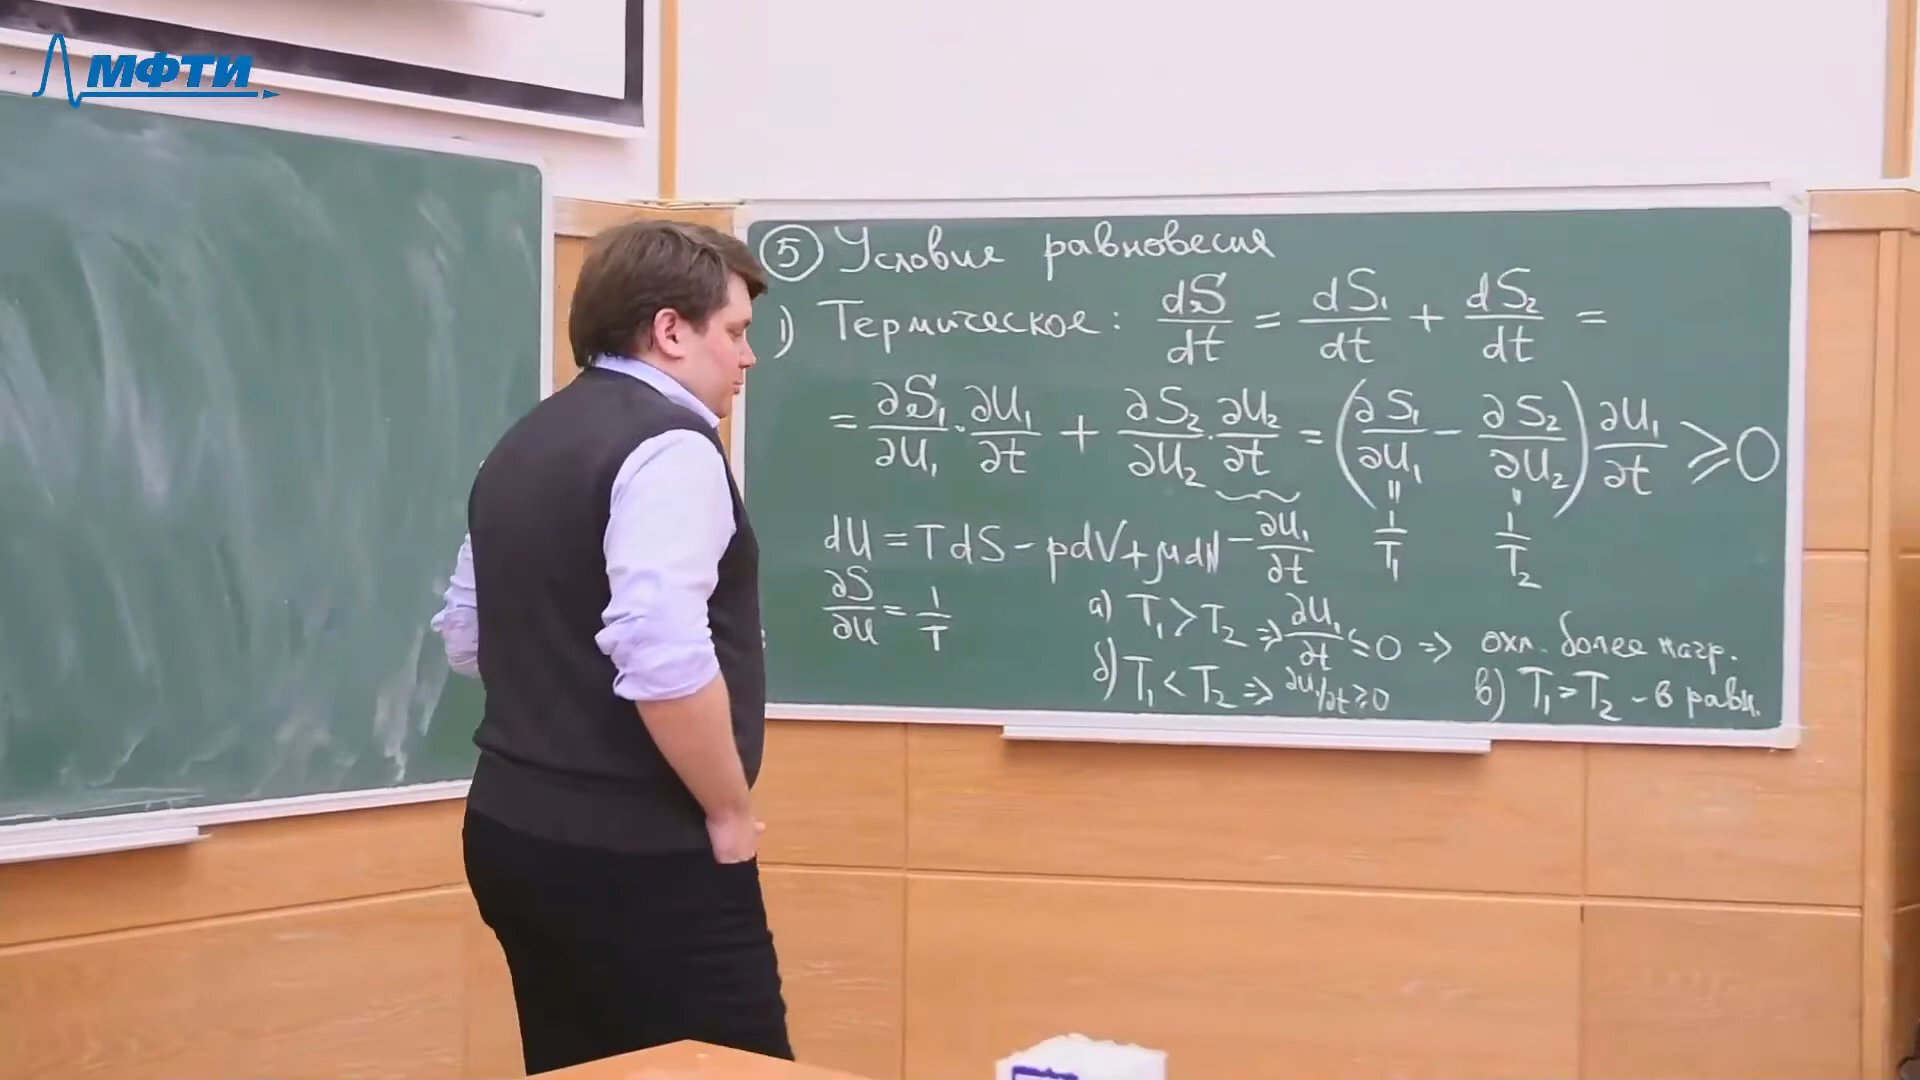 МФТИ
⑤ Условие равновесия
1) Термическое: dS/dt = dS₁/dt + dS₂/dt =
= ∂S₁/∂U₁ · ∂U₁/∂t + ∂S₂/∂U₂ · ∂U₂/∂t = (∂S₁/∂U₁ − ∂S₂/∂U₂) ∂U₁/∂t ⩾ 0
dU = TdS − pdV + μdN − ∂U₁/∂t " 1/T₁ " 1/T₂
∂S/∂U = 1/T
а) T₁ > T₂ ⇒ ∂U₁/∂t ≤ 0 ⇒ охл. более нагр.
б) T₁ < T₂ ⇒ ∂U₁/∂t ≥ 0
в) T₁ = T₂ – в равн.